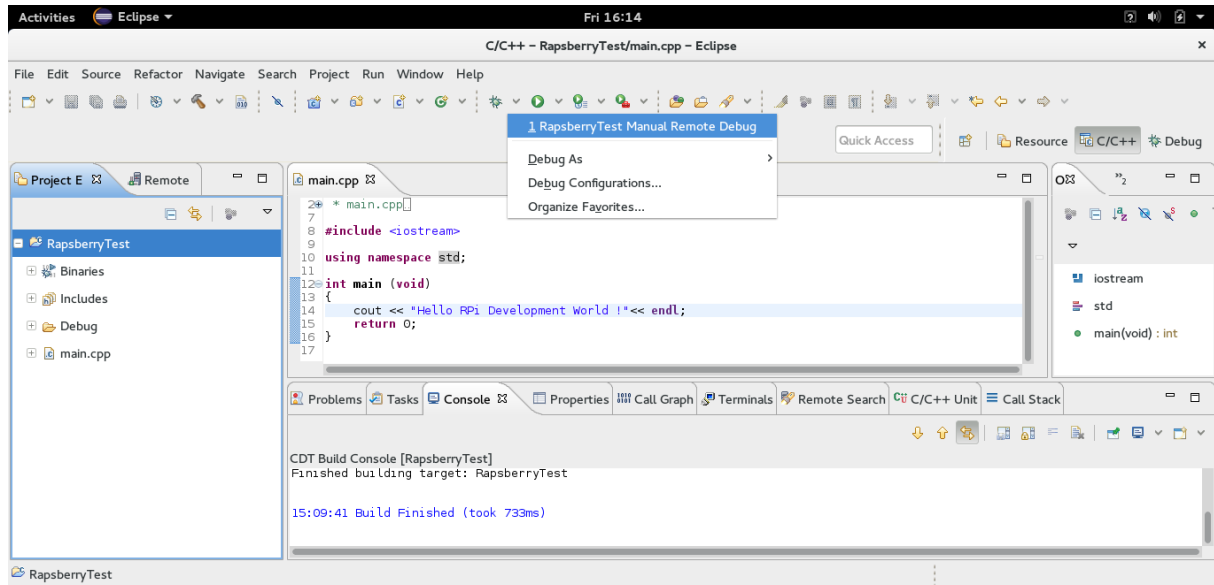 Activities Eclipse Fri 16:14
C/C++ – RapsberryTest/main.cpp – Eclipse
File Edit Source Refactor Navigate Search Project Run Window Help
1 RapsberryTest Manual Remote Debug
Debug As
Debug Configurations...
Organize Favorites...
Quick Access Resource C/C++ Debug
Project E Remote
RapsberryTest
Binaries
Includes
Debug
main.cpp
main.cpp
2 * main.cpp
7
8 #include <iostream>
9
10 using namespace std;
11
12 int main (void)
13 {
14 cout << "Hello RPi Development World !"<< endl;
15 return 0;
16 }
17
O »2
iostream
std
main(void) : int
Problems Tasks Console Properties Call Graph Terminals Remote Search C/C++ Unit Call Stack
CDT Build Console [RapsberryTest]
Finished building target: RapsberryTest
15:09:41 Build Finished (took 733ms)
RapsberryTest